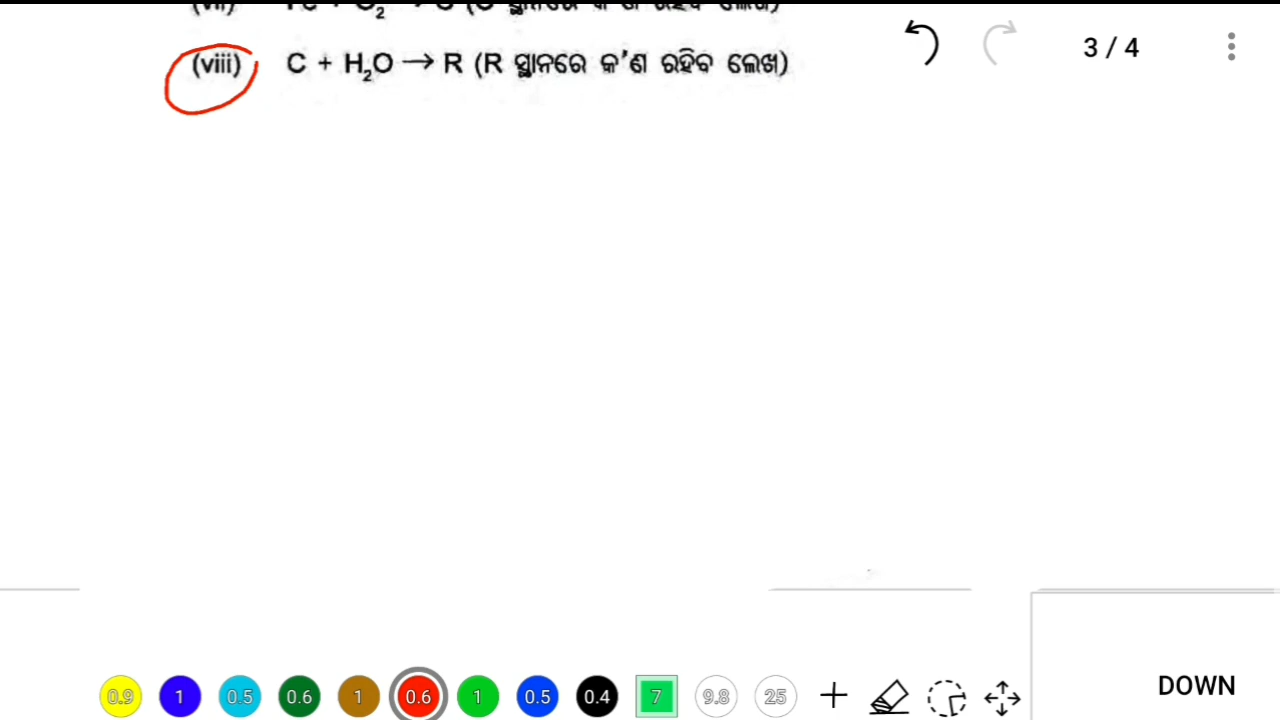 (viii) C + H₂O → R (R ସ୍ଥାନରେ କ'ଣ ରହିବ ଲେଖ)
3 / 4
0.9 1 0.5 0.6 1 0.6 1 0.5 0.4 7 9.8 25
DOWN